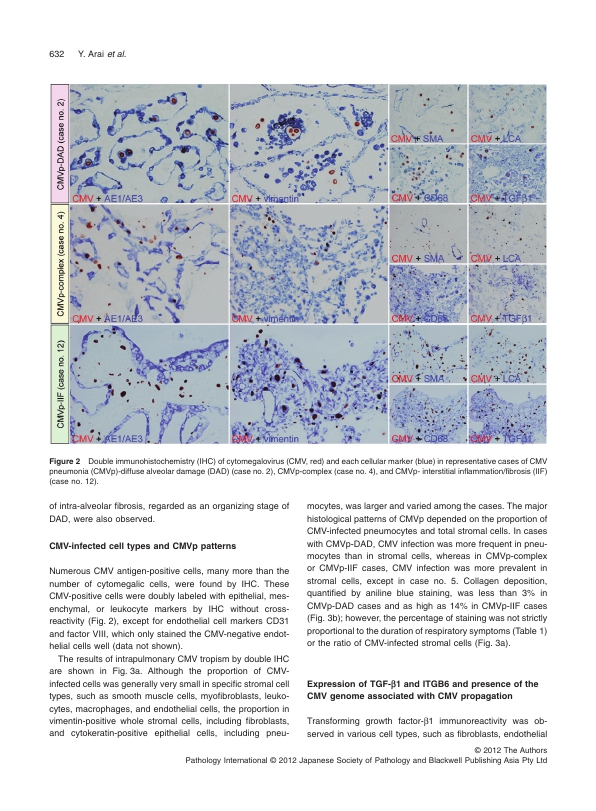 632 Y. Arai et al.
CMVp-DAD (case no. 2)
CMV + AE1/AE3
CMV + vimentin
CMV + SMA
CMV + LCA
CMV + CD68
CMV + TGFβ1
CMVp-complex (case no. 4)
CMV + AE1/AE3
CMV + vimentin
CMV + SMA
CMV + LCA
CMV + CD68
CMV + TGFβ1
CMVp-IIF (case no. 12)
CMV + AE1/AE3
CMV + vimentin
CMV + SMA
CMV + LCA
CMV + CD68
CMV + TGFβ1
Figure 2 Double immunohistochemistry (IHC) of cytomegalovirus (CMV, red) and each cellular marker (blue) in representative cases of CMV
pneumonia (CMVp)-diffuse alveolar damage (DAD) (case no. 2), CMVp-complex (case no. 4), and CMVp- interstitial inflammation/fibrosis (IIF)
(case no. 12).
of intra-alveolar fibrosis, regarded as an organizing stage of
DAD, were also observed.
CMV-infected cell types and CMVp patterns
Numerous CMV antigen-positive cells, many more than the
number of cytomegalic cells, were found by IHC. These
CMV-positive cells were doubly labeled with epithelial, mes-
enchymal, or leukocyte markers by IHC without cross-
reactivity (Fig. 2), except for endothelial cell markers CD31
and factor VIII, which only stained the CMV-negative endot-
helial cells well (data not shown).
The results of intrapulmonary CMV tropism by double IHC
are shown in Fig. 3a. Although the proportion of CMV-
infected cells was generally very small in specific stromal cell
types, such as smooth muscle cells, myofibroblasts, leuko-
cytes, macrophages, and endothelial cells, the proportion in
vimentin-positive whole stromal cells, including fibroblasts,
and cytokeratin-positive epithelial cells, including pneu-
mocytes, was larger and varied among the cases. The major
histological patterns of CMVp depended on the proportion of
CMV-infected pneumocytes and total stromal cells. In cases
with CMVp-DAD, CMV infection was more frequent in pneu-
mocytes than in stromal cells, whereas in CMVp-complex
or CMVp-IIF cases, CMV infection was more prevalent in
stromal cells, except in case no. 5. Collagen deposition,
quantified by aniline blue staining, was less than 3% in
CMVp-DAD cases and as high as 14% in CMVp-IIF cases
(Fig. 3b); however, the percentage of staining was not strictly
proportional to the duration of respiratory symptoms (Table 1)
or the ratio of CMV-infected stromal cells (Fig. 3a).
Expression of TGF-β1 and ITGB6 and presence of the
CMV genome associated with CMV propagation
Transforming growth factor-β1 immunoreactivity was ob-
served in various cell types, such as fibroblasts, endothelial
© 2012 The Authors
Pathology International © 2012 Japanese Society of Pathology and Blackwell Publishing Asia Pty Ltd